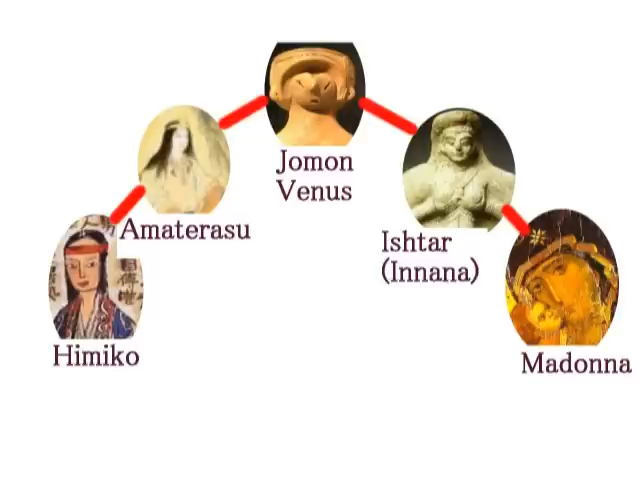 Jomon
Venus
Amaterasu
Ishtar
(Innana)
Himiko
Madonna